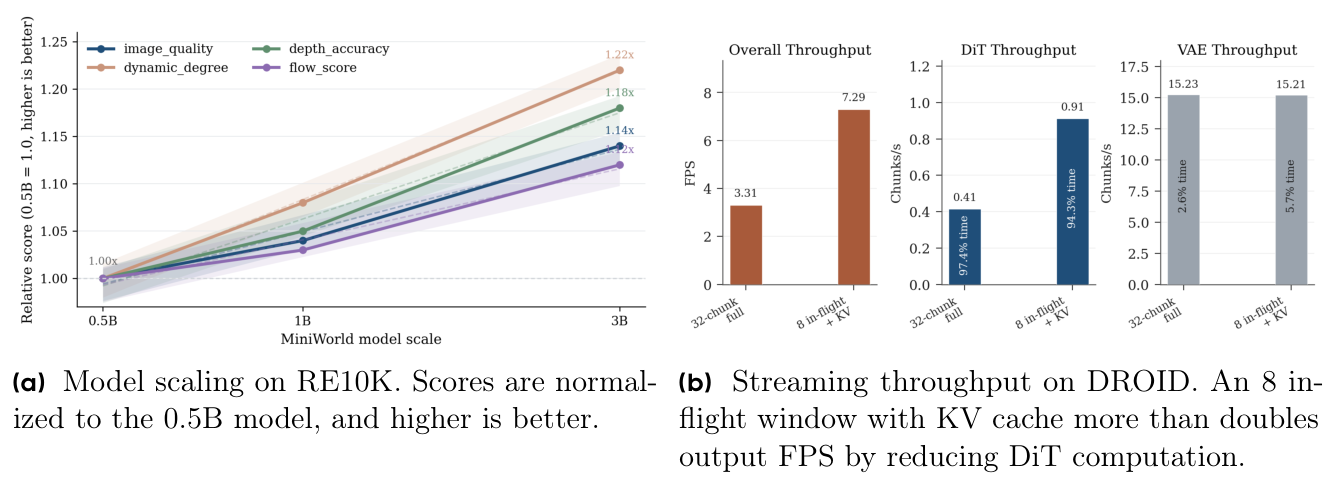 Relative score (0.5B = 1.0, higher is better)
1.25
1.20
1.15
1.10
1.05
1.00
image_quality
dynamic_degree
depth_accuracy
flow_score
1.00x
1.22x
1.18x
1.14x
1.12x
0.5B
1B
3B
MiniWorld model scale
Overall Throughput
FPS
8
6
4
2
0
3.31
7.29
32-chunk
full
8 in-flight
+ KV
DiT Throughput
Chunks/s
1.2
1.0
0.8
0.6
0.4
0.2
0.0
0.41
0.91
97.4% time
94.3% time
32-chunk
full
8 in-flight
+ KV
VAE Throughput
Chunks/s
17.5
15.0
12.5
10.0
7.5
5.0
2.5
0.0
15.23
15.21
2.6% time
5.7% time
32-chunk
full
8 in-flight
+ KV
(a) Model scaling on RE10K. Scores are normal-
ized to the 0.5B model, and higher is better.
(b) Streaming throughput on DROID. An 8 in-
flight window with KV cache more than doubles
output FPS by reducing DiT computation.